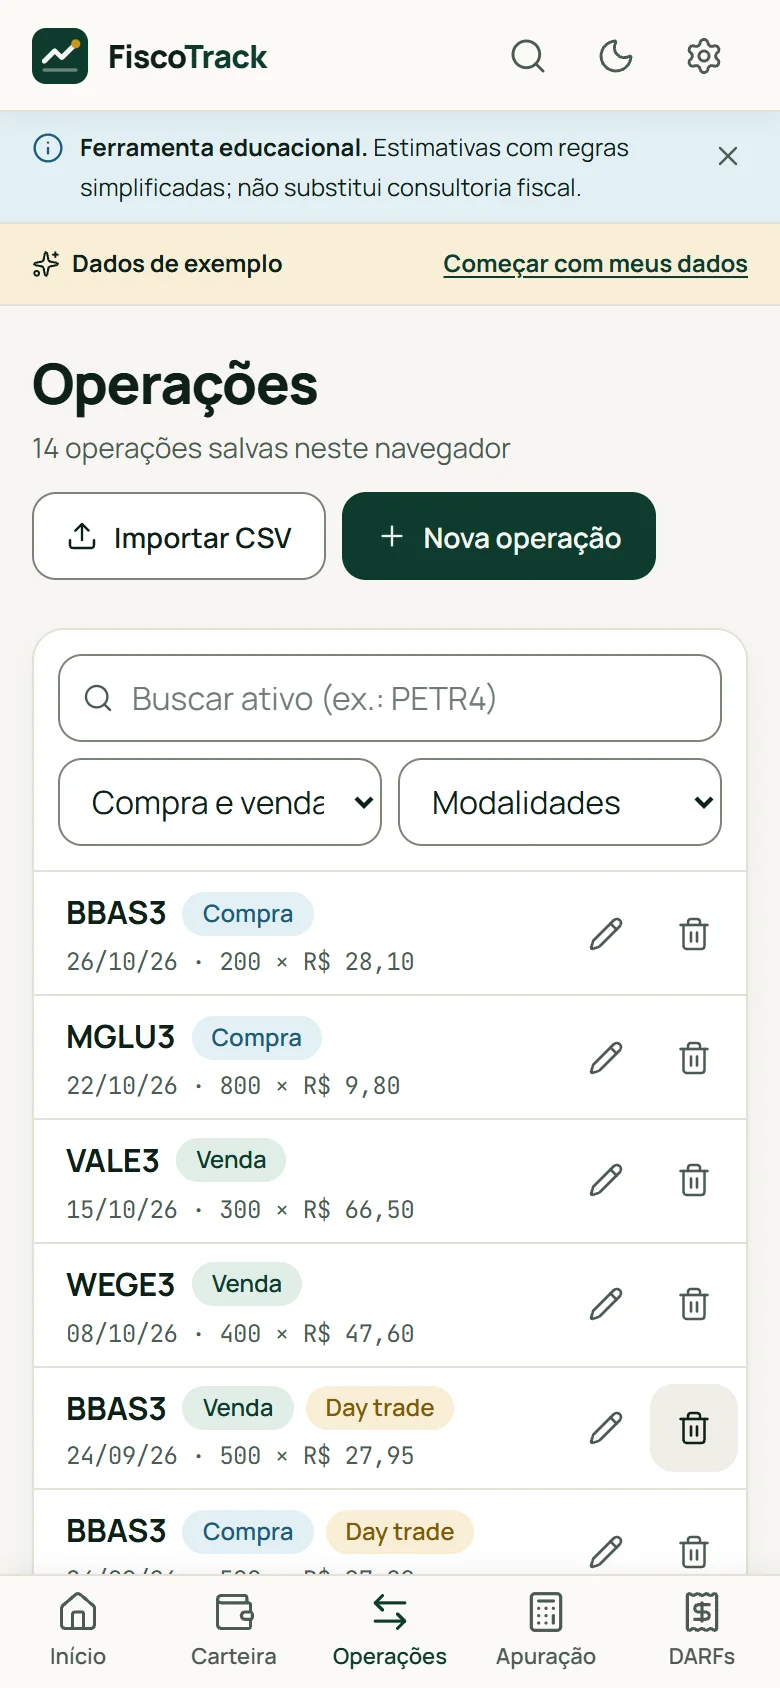 FiscoTrack
Ferramenta educacional. Estimativas com regras
simplificadas; não substitui consultoria fiscal.
Dados de exemplo
Começar com meus dados
Operações
14 operações salvas neste navegador
Importar CSV
Nova operação
Buscar ativo (ex.: PETR4)
Compra e venda
Modalidades
BBAS3 Compra
26/10/26 · 200 × R$ 28,10
MGLU3 Compra
22/10/26 · 800 × R$ 9,80
VALE3 Venda
15/10/26 · 300 × R$ 66,50
WEGE3 Venda
08/10/26 · 400 × R$ 47,60
BBAS3 Venda Day trade
24/09/26 · 500 × R$ 27,95
BBAS3 Compra Day trade
Início
Carteira
Operações
Apuração
DARFs